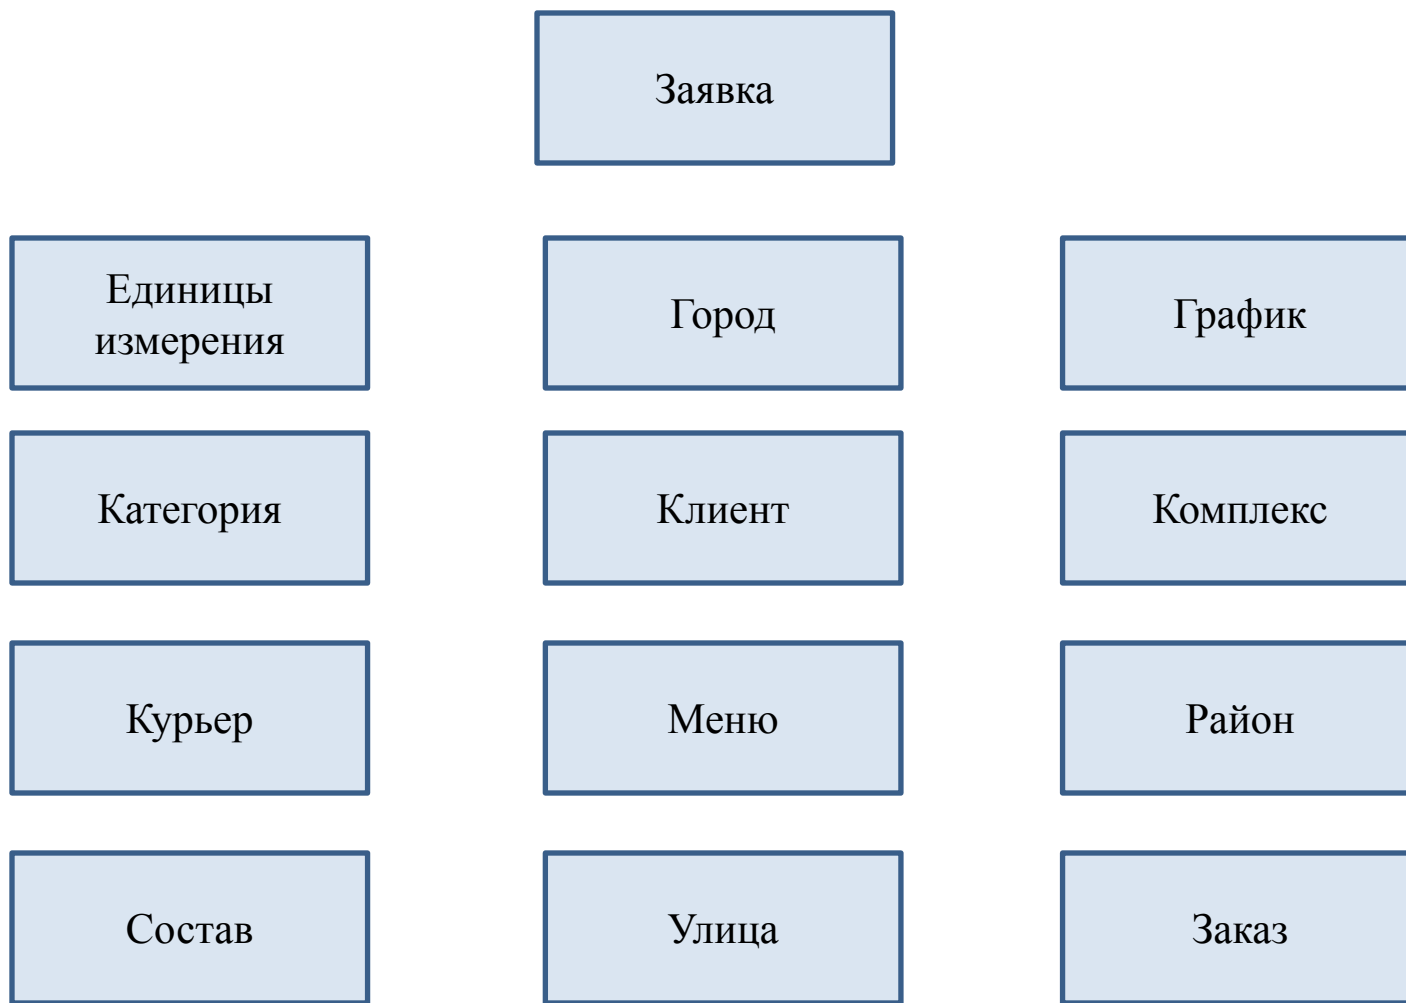 Заявка
Единицы
измерения
Город
График
Категория
Клиент
Комплекс
Курьер
Меню
Район
Состав
Улица
Заказ